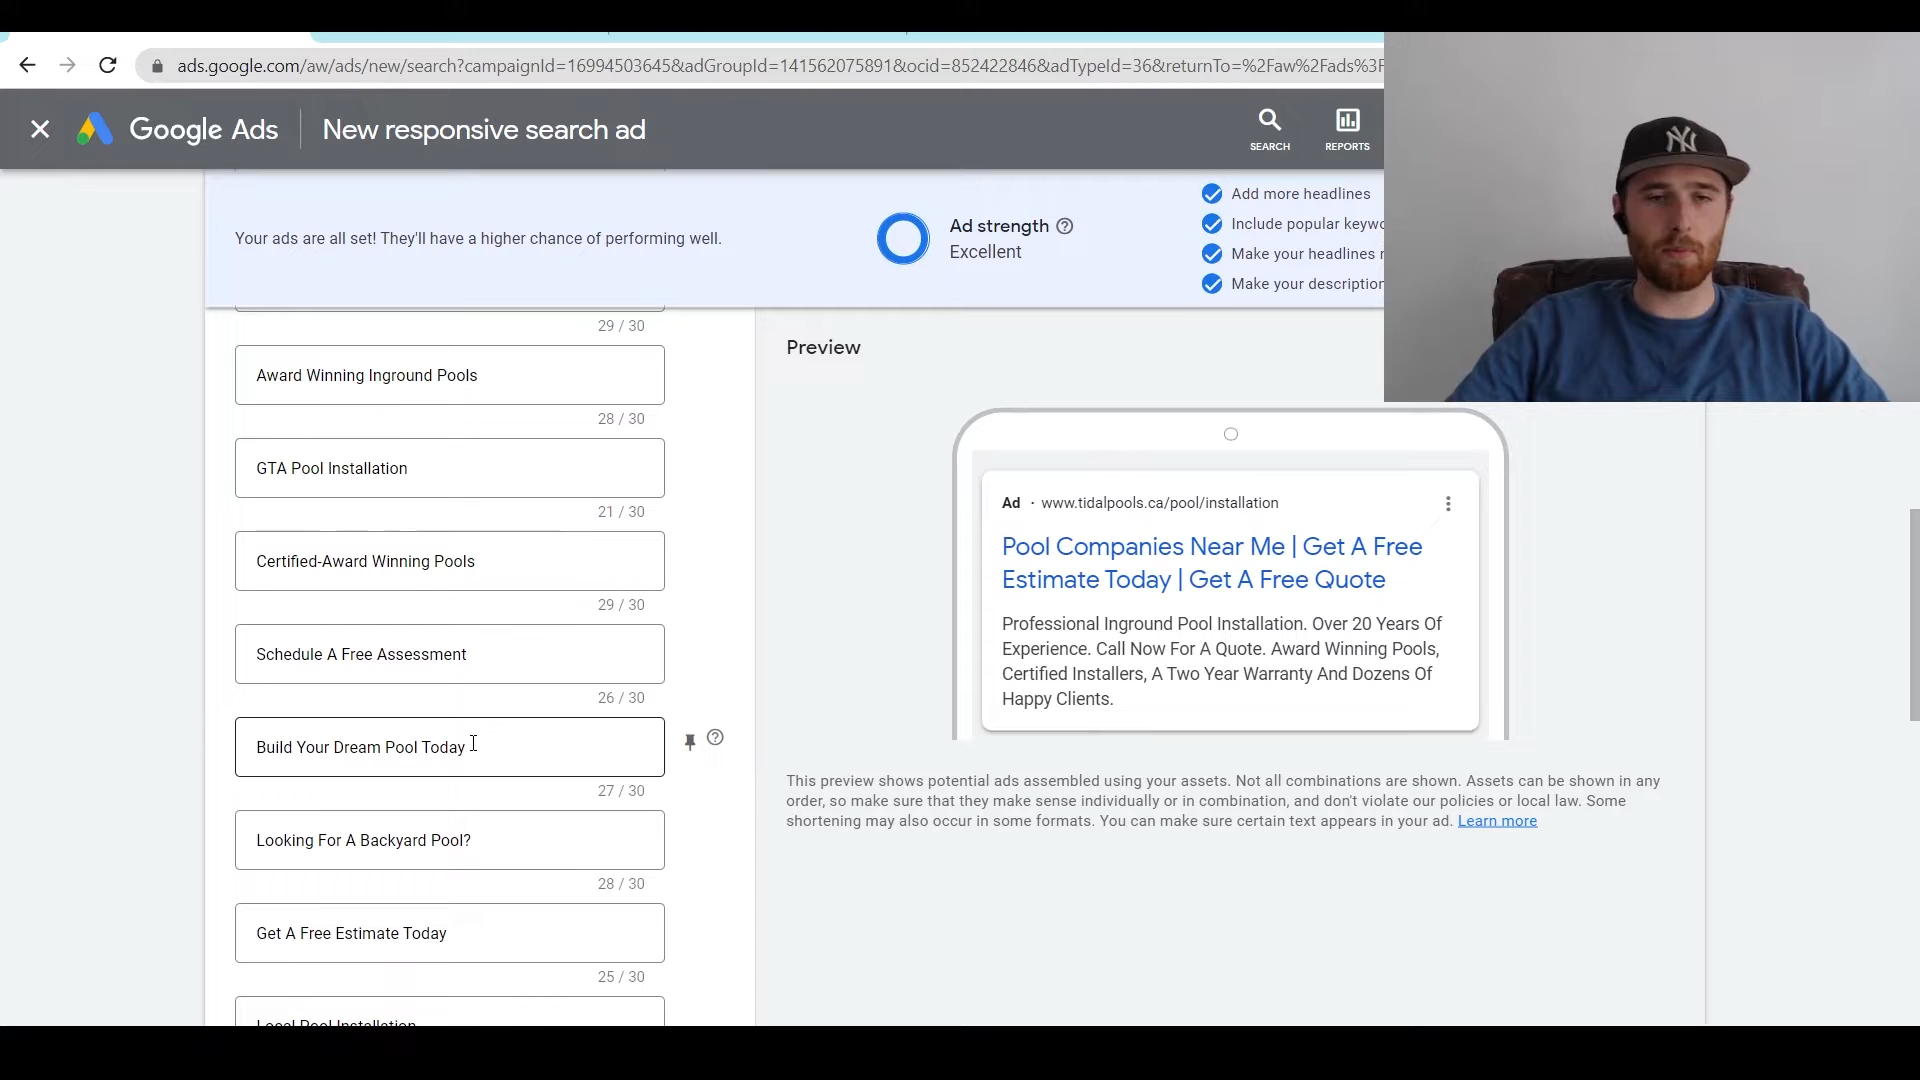 ads.google.com/aw/ads/new/search?campaignId=16994503645&adGroupId=141562075891&ocid=852422846&adTypeId=36&returnTo=%2Faw%2Fads%3F
Google Ads
New responsive search ad
SEARCH
REPORTS
Your ads are all set! They'll have a higher chance of performing well.
Ad strength
Excellent
Add more headlines
Include popular keywo
Make your headlines
Make your description
29 / 30
Award Winning Inground Pools
28 / 30
GTA Pool Installation
21 / 30
Certified-Award Winning Pools
29 / 30
Schedule A Free Assessment
26 / 30
Build Your Dream Pool Today
27 / 30
Looking For A Backyard Pool?
28 / 30
Get A Free Estimate Today
25 / 30
Local Pool Installation
Preview
Ad · www.tidalpools.ca/pool/installation
Pool Companies Near Me | Get A Free
Estimate Today | Get A Free Quote
Professional Inground Pool Installation. Over 20 Years Of
Experience. Call Now For A Quote. Award Winning Pools,
Certified Installers, A Two Year Warranty And Dozens Of
Happy Clients.
This preview shows potential ads assembled using your assets. Not all combinations are shown. Assets can be shown in any
order, so make sure that they make sense individually or in combination, and don't violate our policies or local law. Some
shortening may also occur in some formats. You can make sure certain text appears in your ad. Learn more
NY